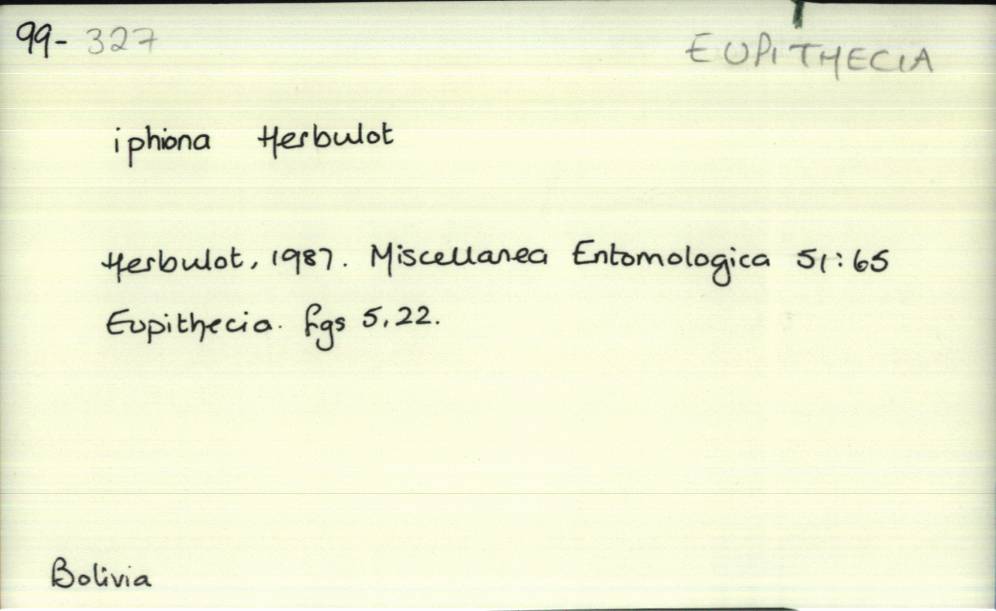 99-327
EUPITHECIA
iphiona Herbulot
Herbulot, 1987. Miscellanea Entomologica 51:65
Eupithecia. figs 5,22.
Bolivia